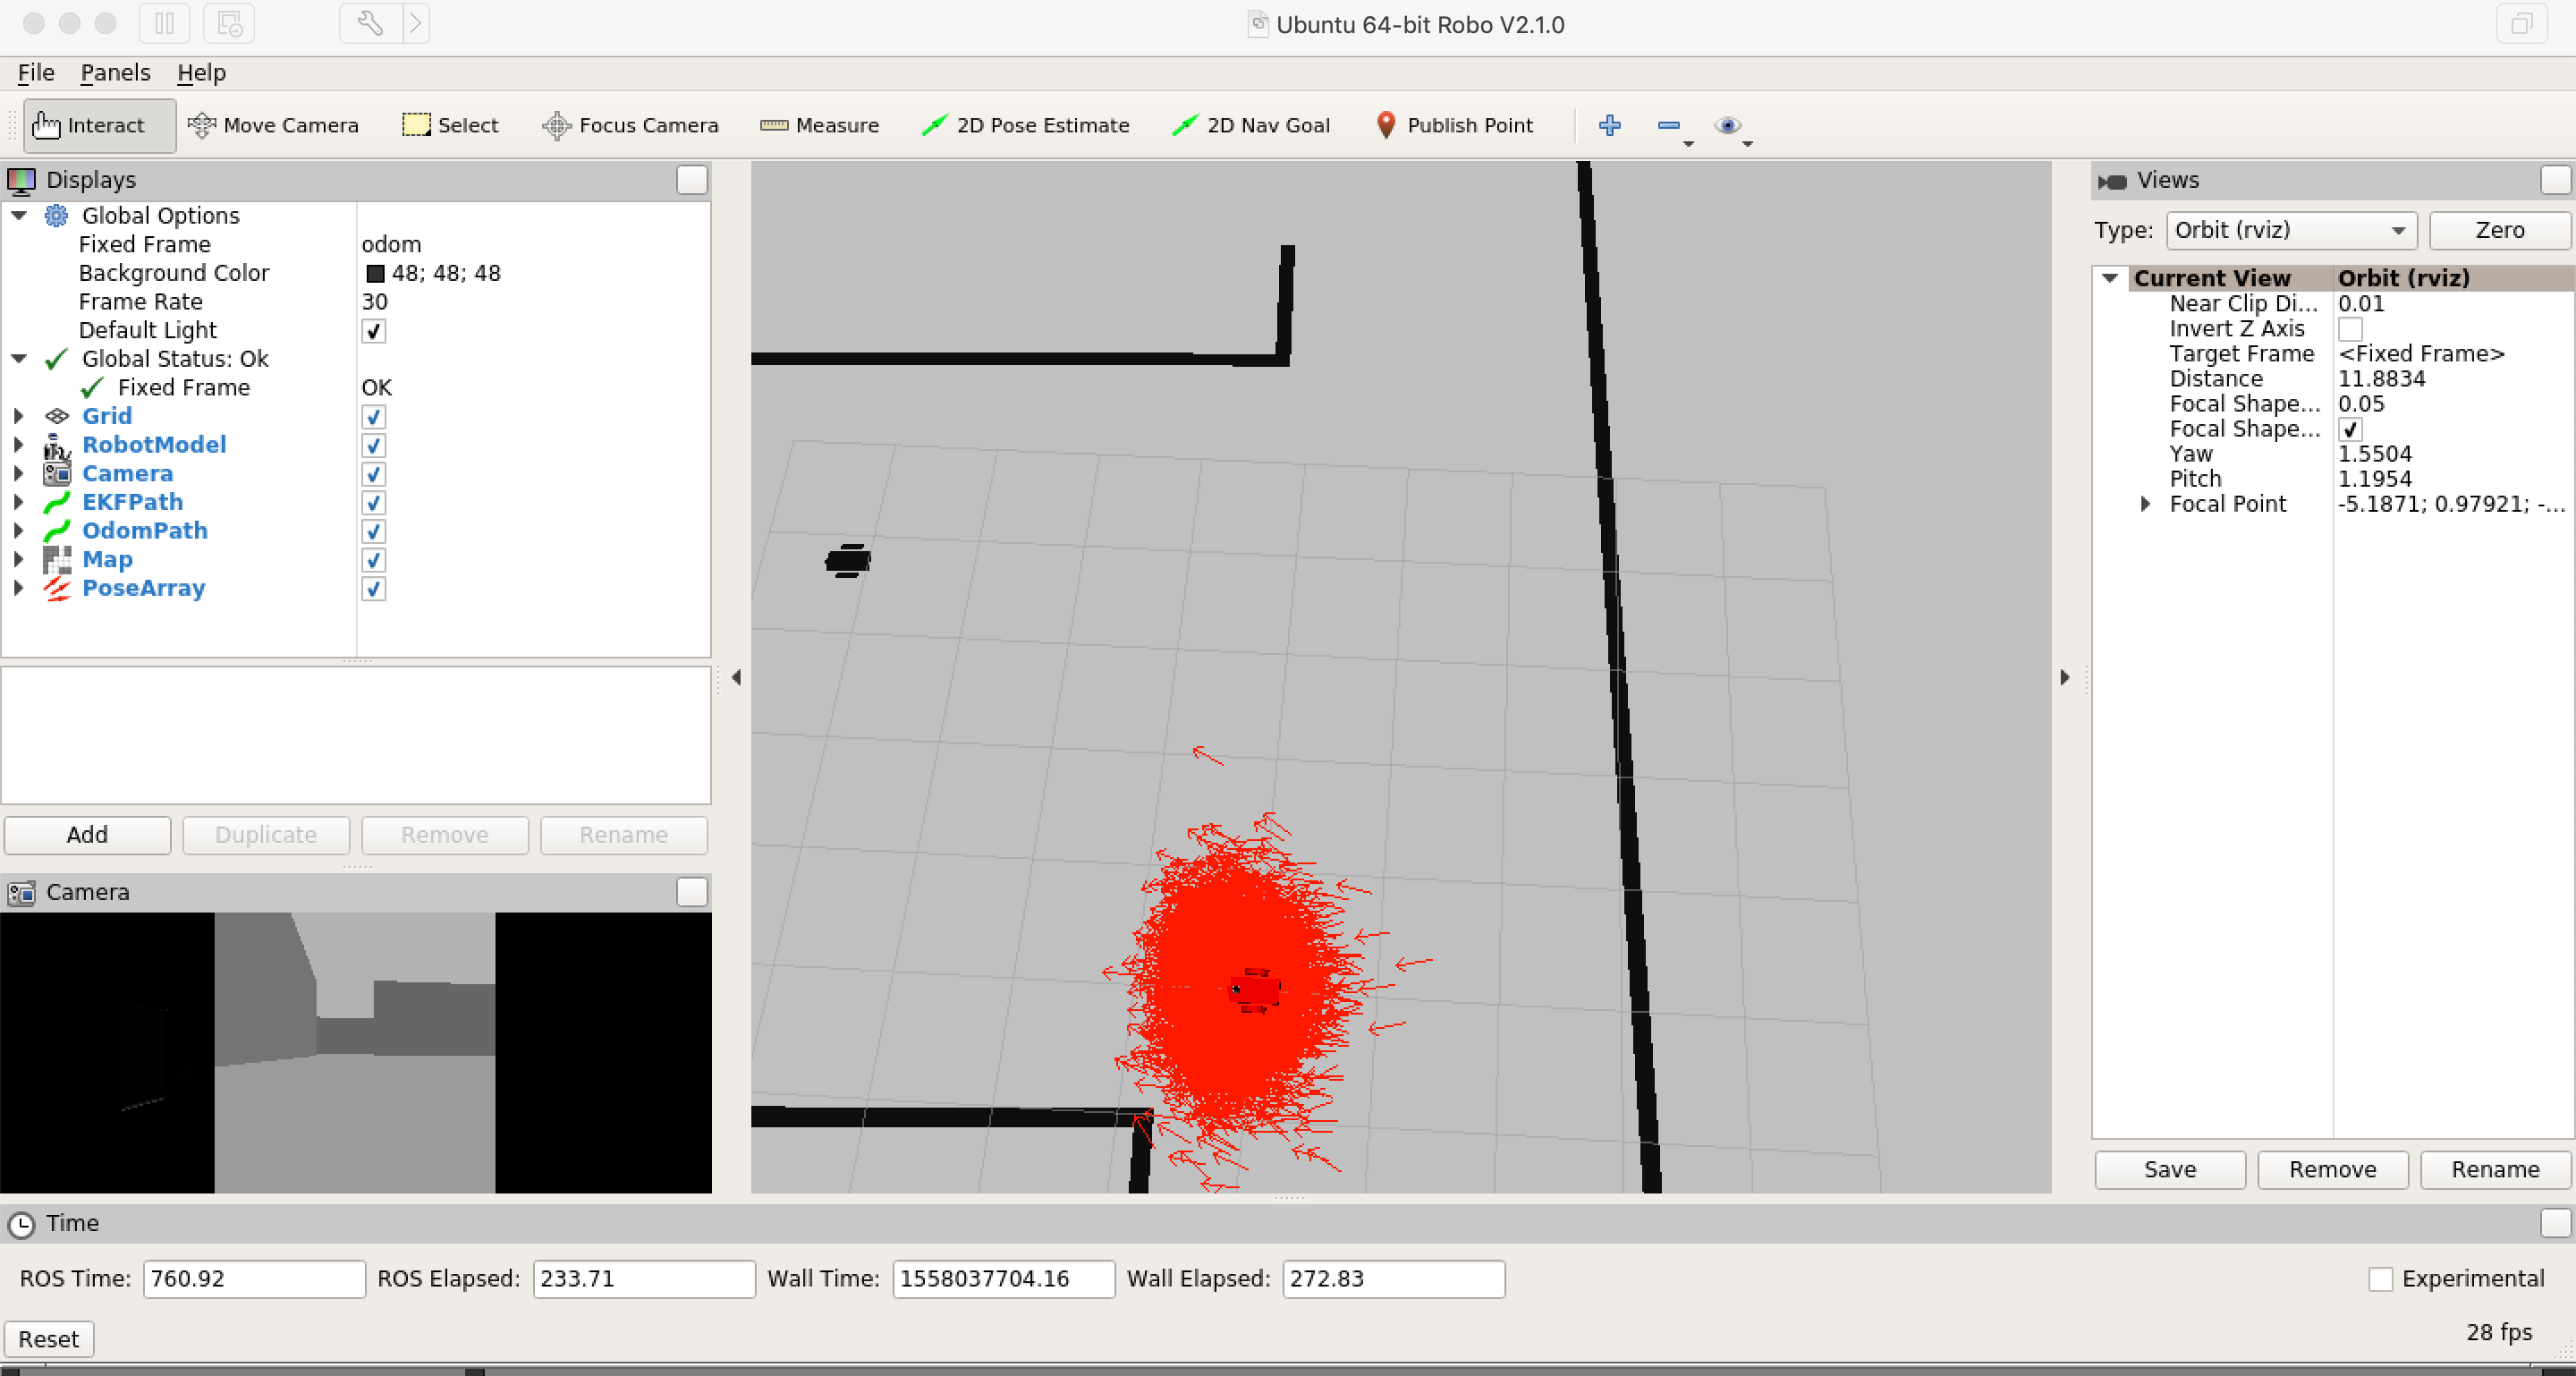 Ubuntu 64-bit Robo V2.1.0
File Panels Help
Interact Move Camera Select Focus Camera Measure 2D Pose Estimate 2D Nav Goal Publish Point
Displays
Global Options
Fixed Frame odom
Background Color 48; 48; 48
Frame Rate 30
Default Light
Global Status: Ok
Fixed Frame OK
Grid
RobotModel
Camera
EKFPath
OdomPath
Map
PoseArray
Add Duplicate Remove Rename
Camera
Views
Type: Orbit (rviz) Zero
Current View Orbit (rviz)
Near Clip Di... 0.01
Invert Z Axis
Target Frame <Fixed Frame>
Distance 11.8834
Focal Shape... 0.05
Focal Shape...
Yaw 1.5504
Pitch 1.1954
Focal Point -5.1871; 0.97921; -...
Save Remove Rename
Time
ROS Time: 760.92 ROS Elapsed: 233.71 Wall Time: 1558037704.16 Wall Elapsed: 272.83 Experimental
Reset 28 fps